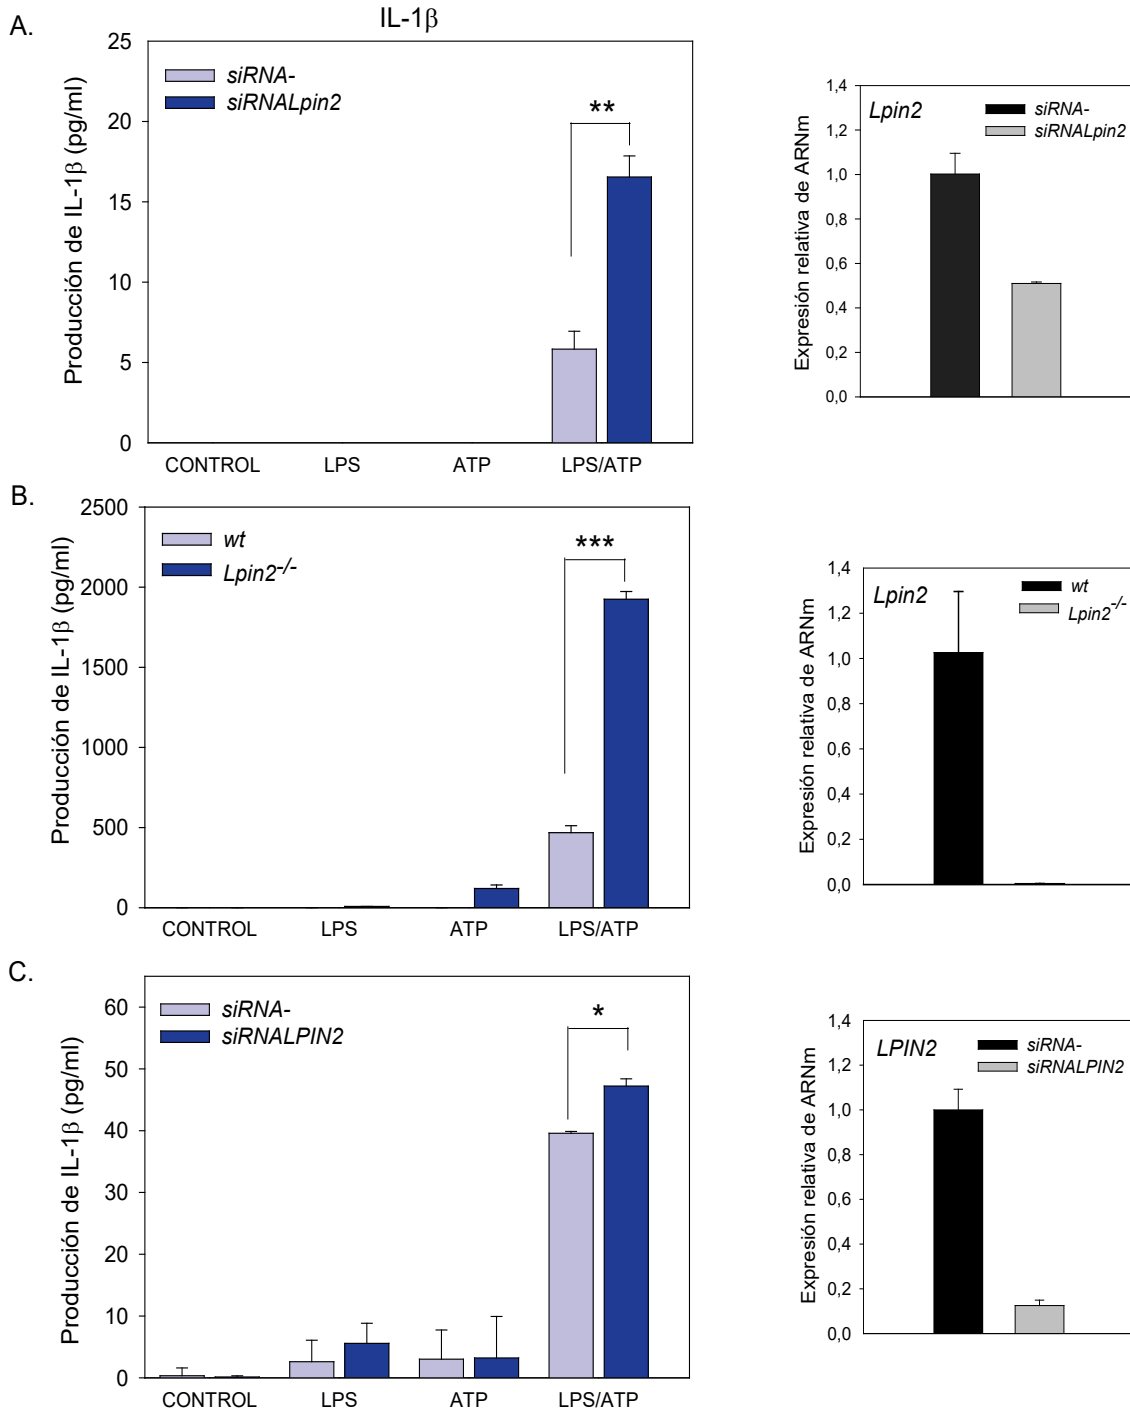 A.
IL-1β
Producción de IL-1β (pg/ml)
25
20
15
10
5
0
siRNA-
siRNALpin2
**
CONTROL LPS ATP LPS/ATP
Expresión relativa de ARNm
1,4
1,2
1,0
0,8
0,6
0,4
0,2
0,0
Lpin2
siRNA-
siRNALpin2
B.
Producción de IL-1β (pg/ml)
2500
2000
1500
1000
500
0
wt
Lpin2-/-
***
CONTROL LPS ATP LPS/ATP
Expresión relativa de ARNm
1,4
1,2
1,0
0,8
0,6
0,4
0,2
0,0
Lpin2
wt
Lpin2-/-
C.
Producción de IL-1β (pg/ml)
60
50
40
30
20
10
0
siRNA-
siRNALPIN2
*
CONTROL LPS ATP LPS/ATP
Expresión relativa de ARNm
1,4
1,2
1,0
0,8
0,6
0,4
0,2
0,0
LPIN2
siRNA-
siRNALPIN2